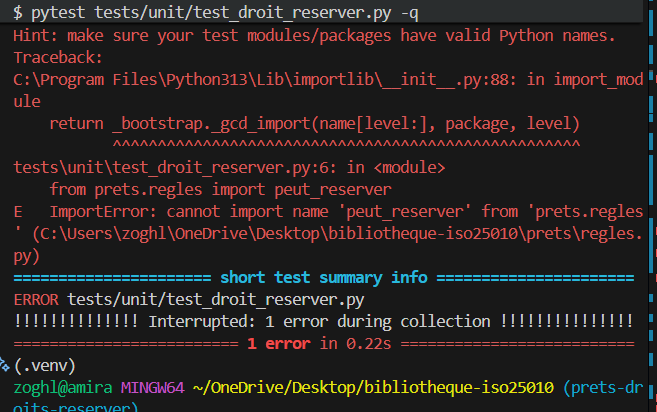 $ pytest tests/unit/test_droit_reserver.py -q
Hint: make sure your test modules/packages have valid Python names.
Traceback:
C:\Program Files\Python313\Lib\importlib\__init__.py:88: in import_mod
ule
    return _bootstrap._gcd_import(name[level:], package, level)
           ^^^^^^^^^^^^^^^^^^^^^^^^^^^^^^^^^^^^^^^^^^^^^^^^^^^^
tests\unit\test_droit_reserver.py:6: in <module>
    from prets.regles import peut_reserver
E   ImportError: cannot import name 'peut_reserver' from 'prets.regles
' (C:\Users\zoghl\OneDrive\Desktop\bibliotheque-iso25010\prets\regles.
py)
====================== short test summary info ======================
ERROR tests/unit/test_droit_reserver.py
!!!!!!!!!!!!!! Interrupted: 1 error during collection !!!!!!!!!!!!!!!
========================= 1 error in 0.22s ==========================
(.venv)
zoghl@amira MINGW64 ~/OneDrive/Desktop/bibliotheque-iso25010 (prets-dr
oits-reserver)